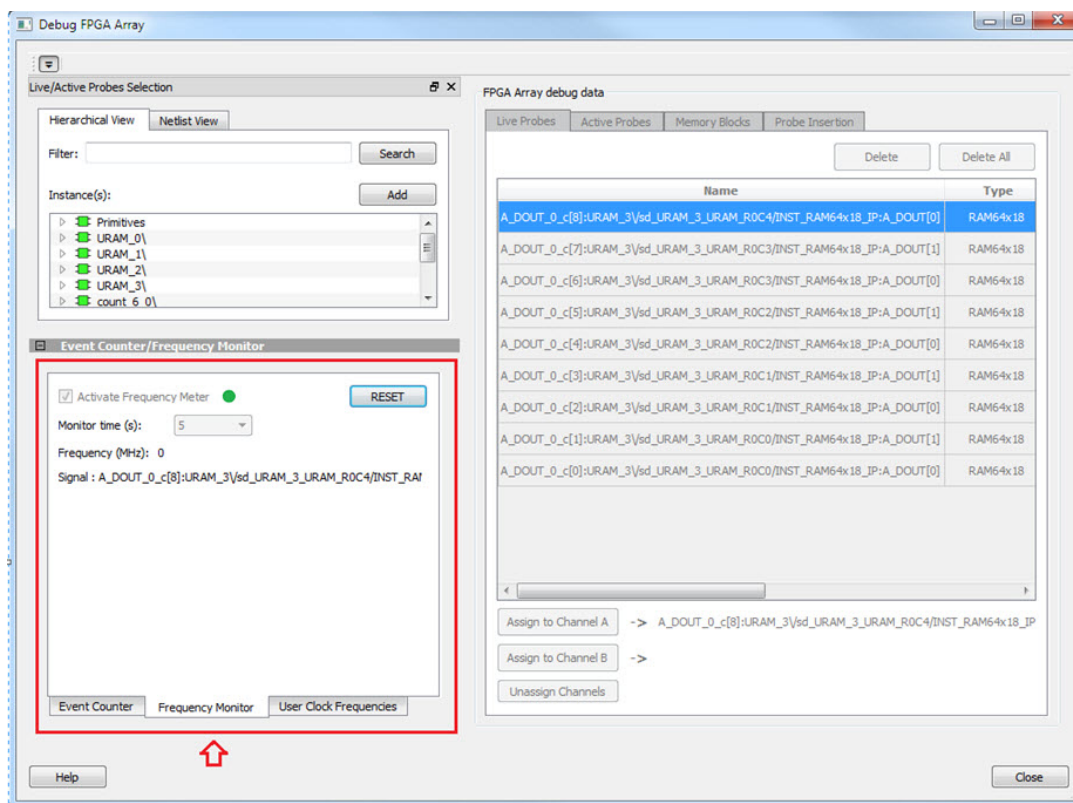 Debug FPGA Array
Live/Active Probes Selection
Hierarchical View Netlist View
Filter: Search
Instance(s): Add
Primitives
URAM_0\
URAM_1\
URAM_2\
URAM_3\
count_6_0\
Event Counter/Frequency Monitor
Activate Frequency Meter RESET
Monitor time (s): 5
Frequency (MHz): 0
Signal : A_DOUT_0_c[8]:URAM_3\/sd_URAM_3_URAM_R0C4/INST_RAM
Event Counter Frequency Monitor User Clock Frequencies
Help
FPGA Array debug data
Live Probes Active Probes Memory Blocks Probe Insertion
Delete Delete All
Name Type
A_DOUT_0_c[8]:URAM_3\/sd_URAM_3_URAM_R0C4/INST_RAM64x18_IP:A_DOUT[0] RAM64x18
A_DOUT_0_c[7]:URAM_3\/sd_URAM_3_URAM_R0C3/INST_RAM64x18_IP:A_DOUT[1] RAM64x18
A_DOUT_0_c[6]:URAM_3\/sd_URAM_3_URAM_R0C3/INST_RAM64x18_IP:A_DOUT[0] RAM64x18
A_DOUT_0_c[5]:URAM_3\/sd_URAM_3_URAM_R0C2/INST_RAM64x18_IP:A_DOUT[1] RAM64x18
A_DOUT_0_c[4]:URAM_3\/sd_URAM_3_URAM_R0C2/INST_RAM64x18_IP:A_DOUT[0] RAM64x18
A_DOUT_0_c[3]:URAM_3\/sd_URAM_3_URAM_R0C1/INST_RAM64x18_IP:A_DOUT[1] RAM64x18
A_DOUT_0_c[2]:URAM_3\/sd_URAM_3_URAM_R0C1/INST_RAM64x18_IP:A_DOUT[0] RAM64x18
A_DOUT_0_c[1]:URAM_3\/sd_URAM_3_URAM_R0C0/INST_RAM64x18_IP:A_DOUT[1] RAM64x18
A_DOUT_0_c[0]:URAM_3\/sd_URAM_3_URAM_R0C0/INST_RAM64x18_IP:A_DOUT[0] RAM64x18
Assign to Channel A -> A_DOUT_0_c[8]:URAM_3\/sd_URAM_3_URAM_R0C4/INST_RAM64x18_IP
Assign to Channel B ->
Unassign Channels
Close